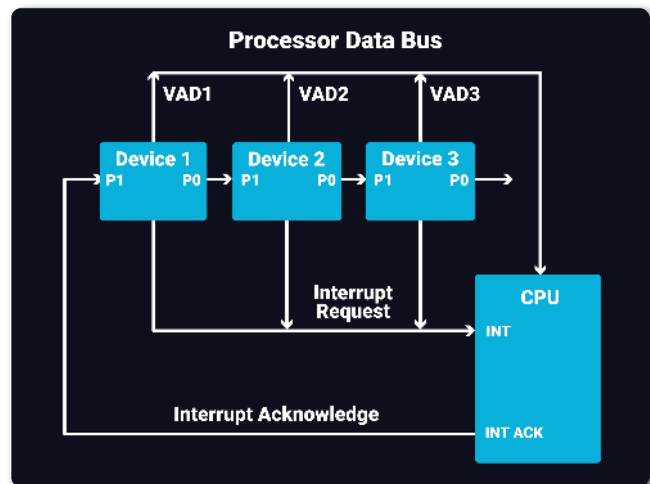 Processor Data Bus
VAD1
VAD2
VAD3
Device 1
P1
P0
Device 2
P1
P0
Device 3
P1
P0
Interrupt
Request
CPU
INT
Interrupt Acknowledge
INT ACK